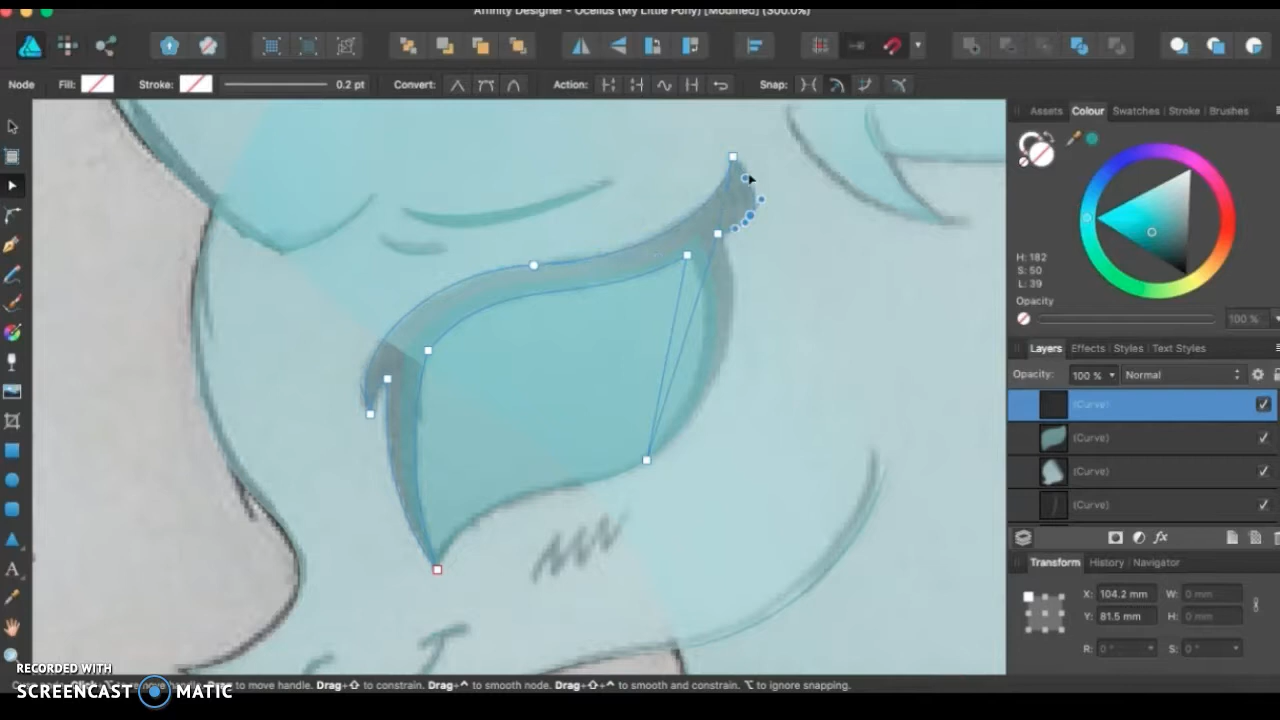 Affinity Designer - Ocellus (My Little Pony) [Modified] (300.0%)
Node Fill: Stroke: 0.2 pt Convert: Action: Snap:
Assets Colour Swatches Stroke Brushes
H: 182
S: 50
L: 39
Opacity
100 %
Layers Effects Styles Text Styles
Opacity: 100 % Normal
(Curve)
(Curve)
(Curve)
(Curve)
fx
Transform History Navigator
X: 104.2 mm W: 0 mm
Y: 81.5 mm H: 0 mm
R: 0 ° S: 0 °
RECORDED WITH
SCREENCAST MATIC
to move handle. Drag+⇧ to constrain. Drag+^ to smooth node. Drag+⇧+^ to smooth and constrain. ⌥ to ignore snapping.